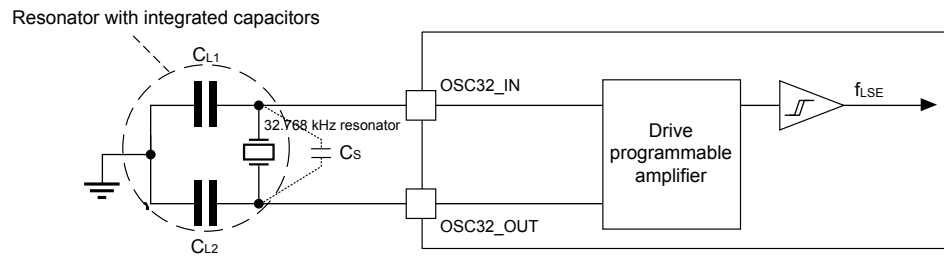 Resonator with integrated capacitors
CL1
OSC32_IN
fLSE
32.768 kHz resonator
CS
Drive
programmable
amplifier
OSC32_OUT
CL2